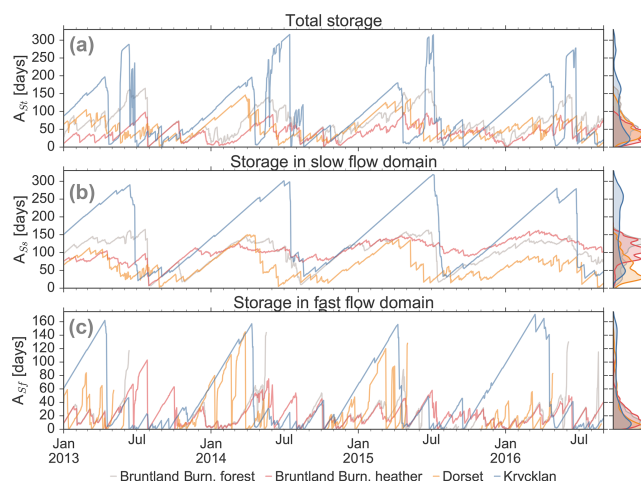 Total storage
(a)
A_St [days]
300
250
200
150
100
50
0
Storage in slow flow domain
(b)
A_Ss [days]
300
250
200
150
100
50
0
Storage in fast flow domain
(c)
A_Sf [days]
160
140
120
100
80
60
40
20
0
Jan Jul Jan Jul Jan Jul Jan Jul
2013 2014 2015 2016
Bruntland Burn, forest Bruntland Burn, heather Dorset Krycklan